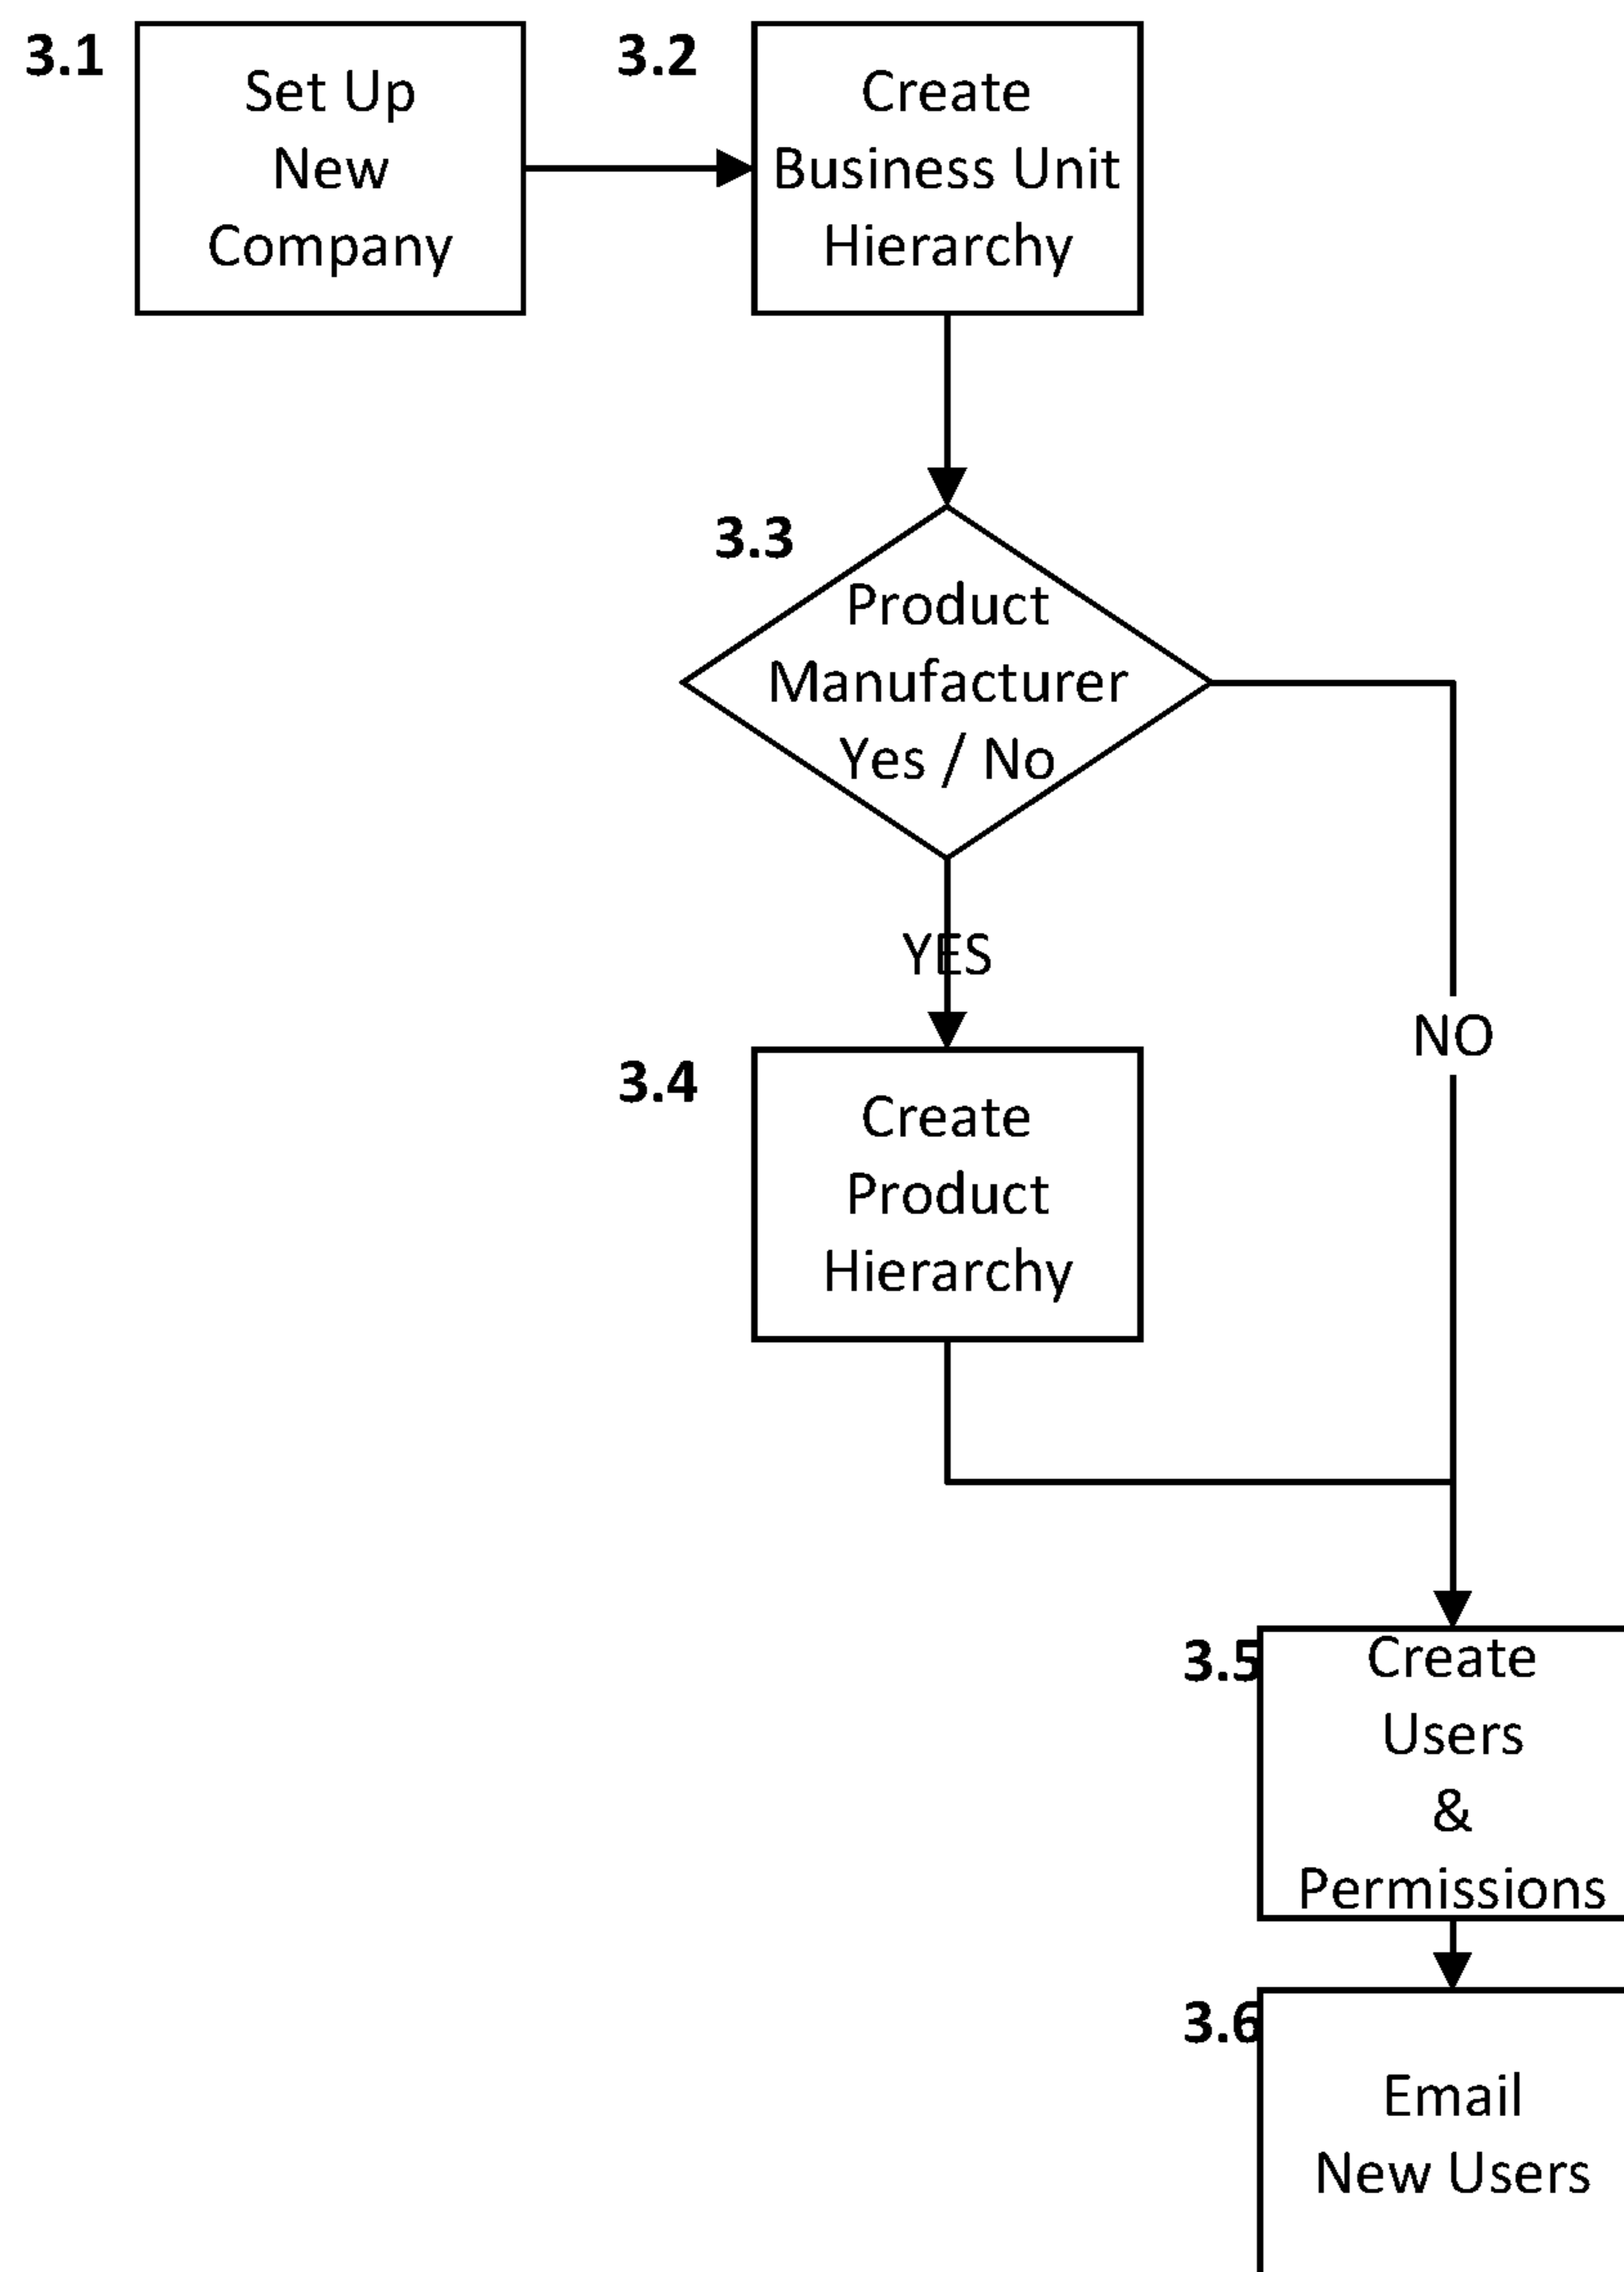 3.1
Set Up
New
Company
3.2
Create
Business Unit
Hierarchy
3.3
Product
Manufacturer
Yes / No
YES
NO
3.4
Create
Product
Hierarchy
3.5
Create
Users
&
Permissions
3.6
Email
New Users